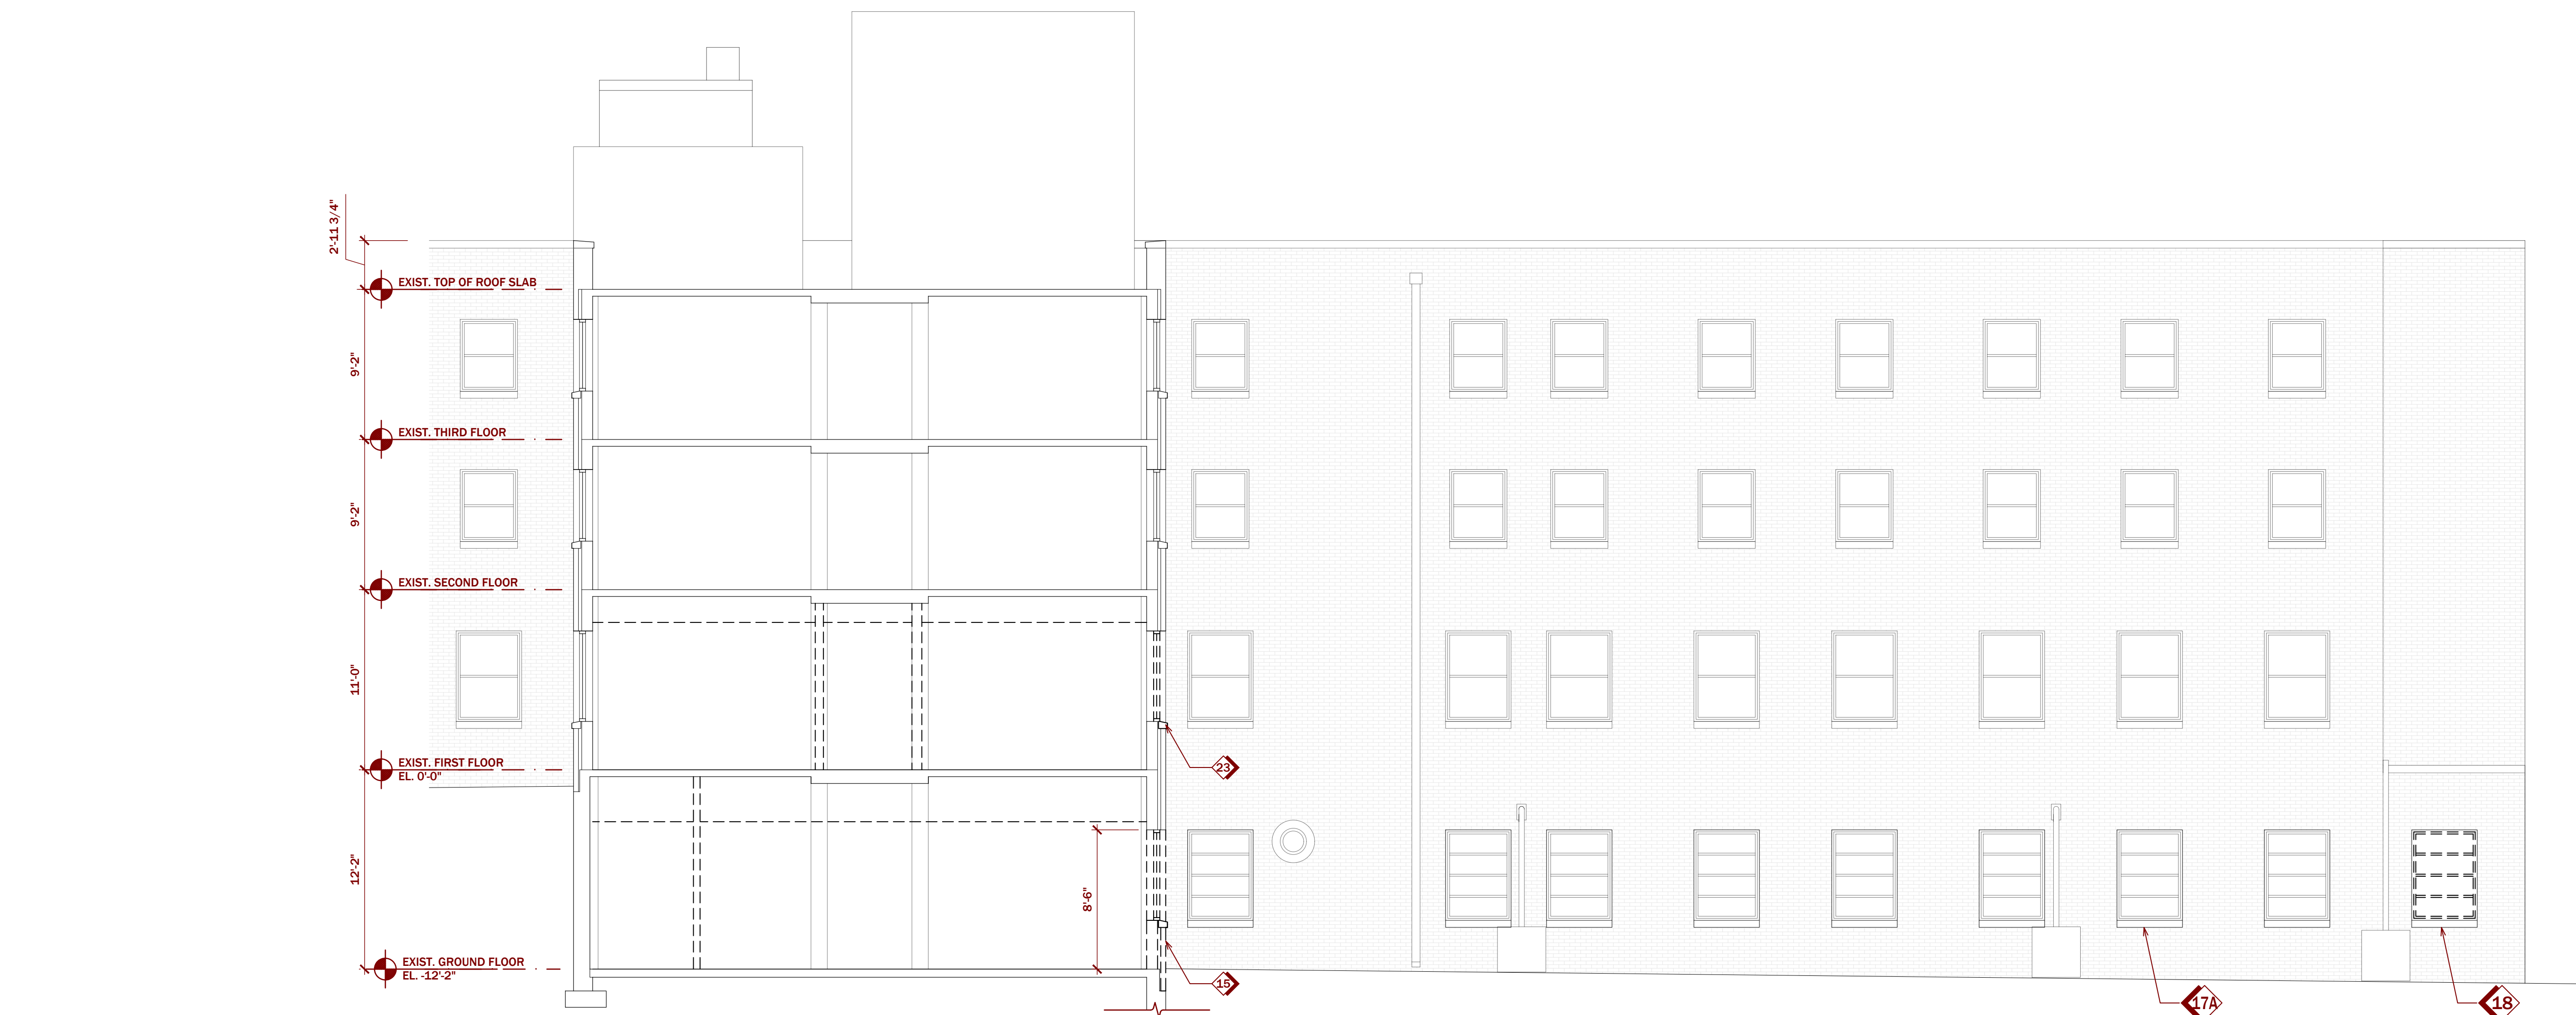 2'-11 3/4"
EXIST. TOP OF ROOF SLAB
9'-2"
EXIST. THIRD FLOOR
9'-2"
EXIST. SECOND FLOOR
11'-0"
EXIST. FIRST FLOOR
EL. 0'-0"
23
12'-2"
8'-6"
EXIST. GROUND FLOOR
EL. -12'-2"
15
17A
18